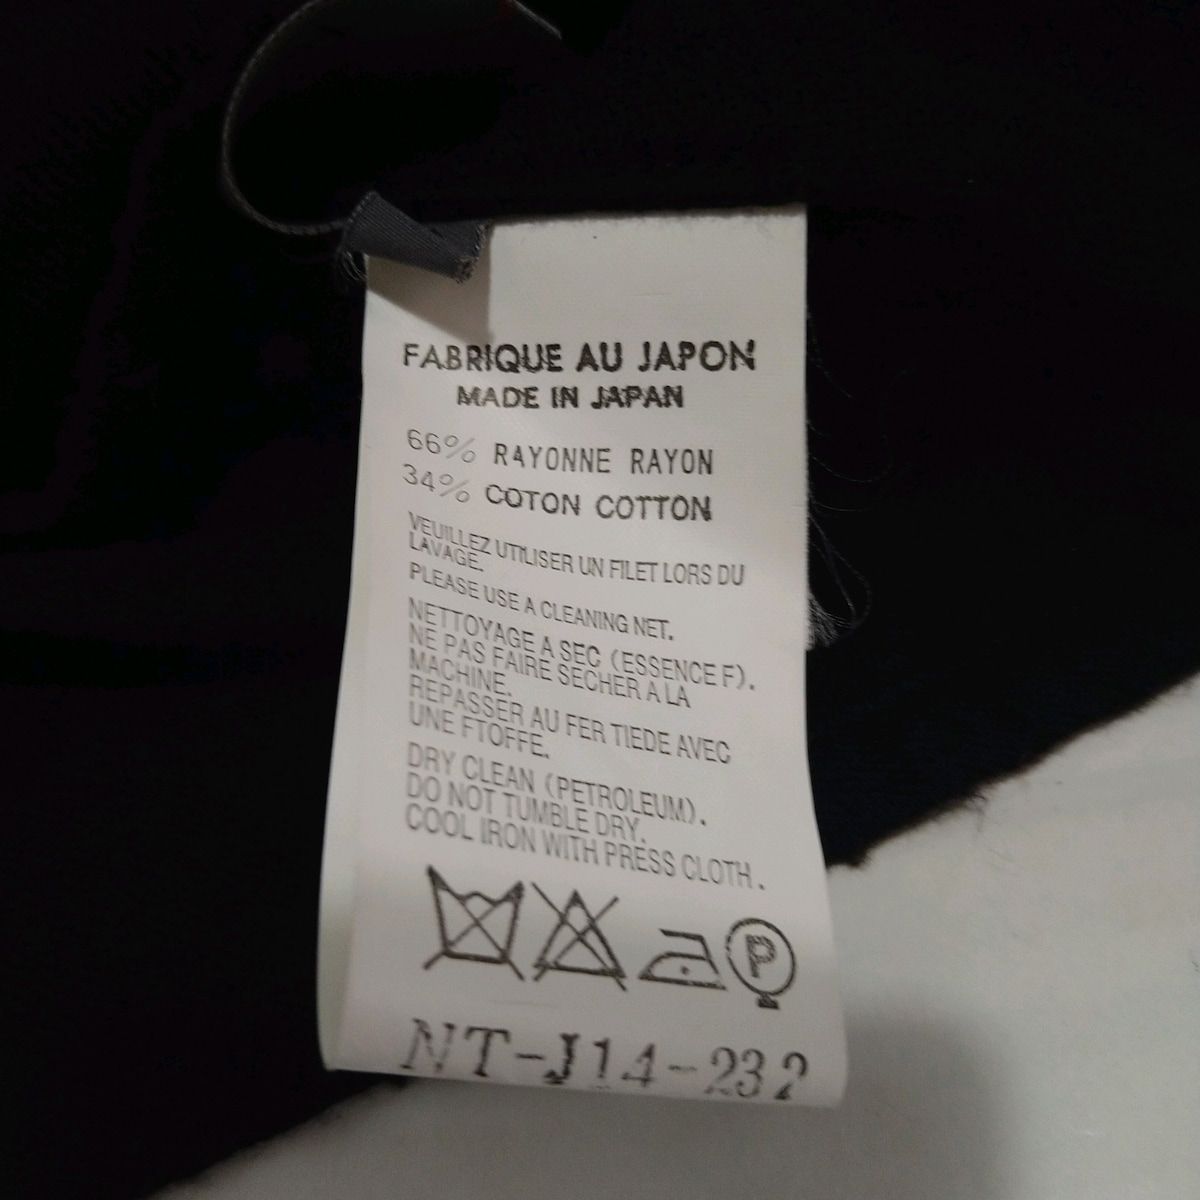 FABRIQUE AU JAPON
MADE IN JAPAN
66% RAYONNE RAYON
34% COTON COTTON
VEUILLEZ UTILISER UN FILET LORS DU
LAVAGE.
PLEASE USE A CLEANING NET.
NETTOYAGE A SEC (ESSENCE F).
NE PAS FAIRE SECHER A LA
MACHINE.
REPASSER AU FER TIEDE AVEC
UNE FTOFFE.
DRY CLEAN (PETROLEUM).
DO NOT TUMBLE DRY.
COOL IRON WITH PRESS CLOTH.
P
NT-J14-232